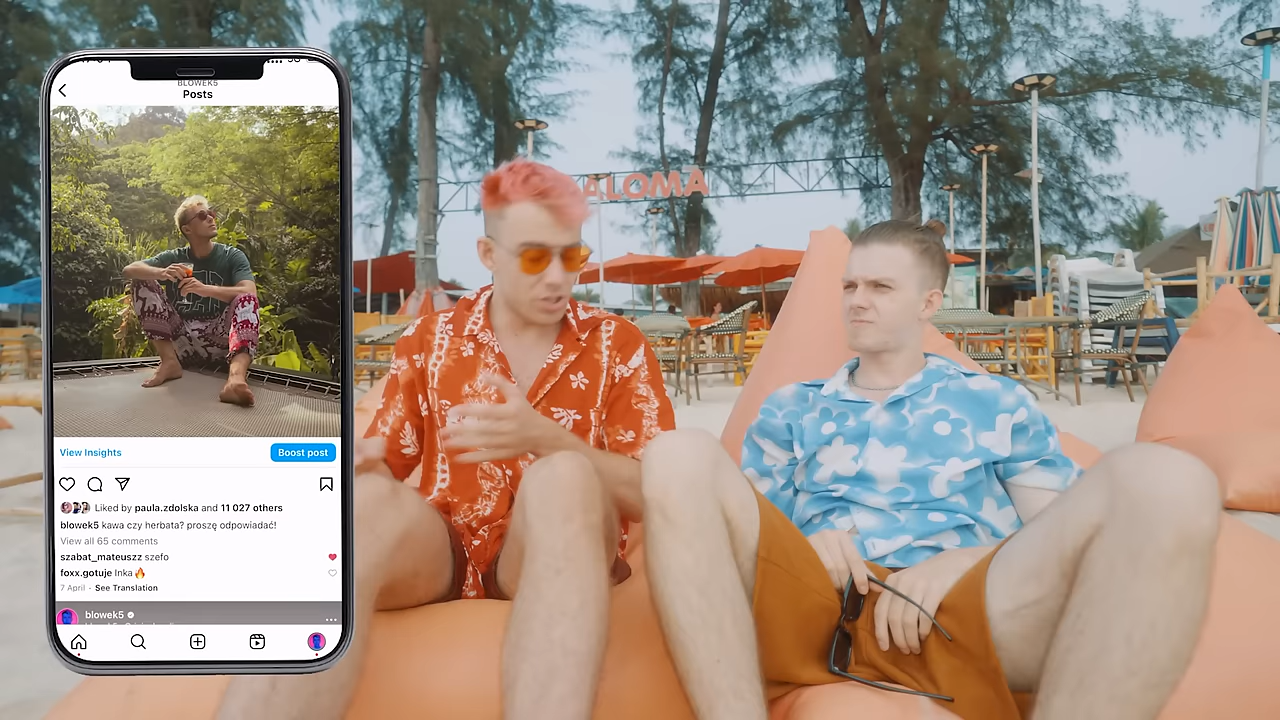 BLOWEK5
Posts
View Insights
Boost post
Liked by paula.zdolska and 11 027 others
blowek5 kawa czy herbata? proszę odpowiadać!
View all 65 comments
szabat_mateuszz szefo
foxx.gotuje Inka🔥
7 April · See Translation
blowek5
ALOMA